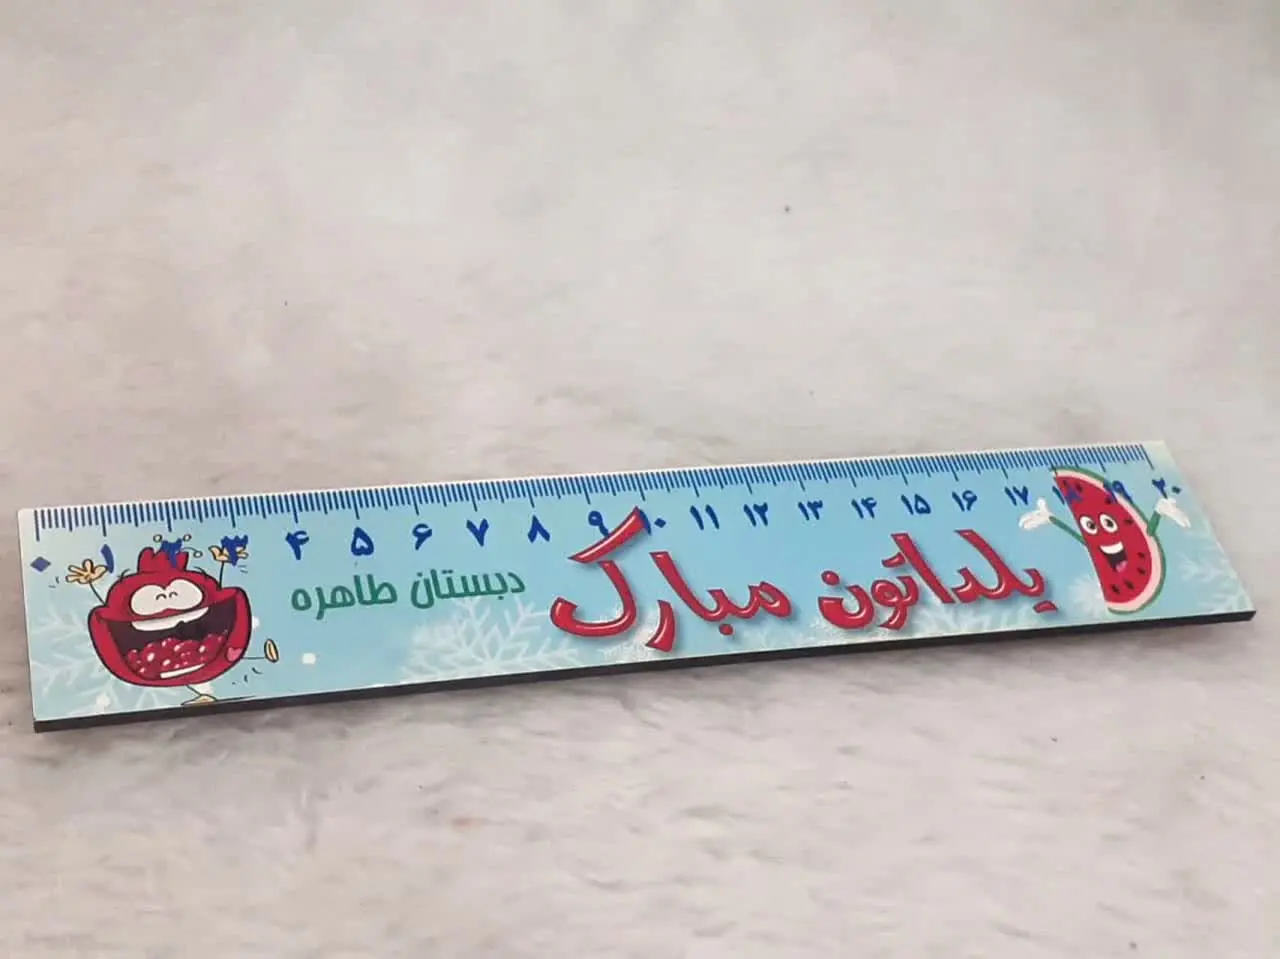 ۰ ۱ ۲ ۳ ۴ ۵ ۶ ۷ ۸ ۹ ۱۰ ۱۱ ۱۲ ۱۳ ۱۴ ۱۵ ۱۶ ۱۷ ۱۸ ۱۹ ۲۰
یلداتون مبارک
دبستان طاهره